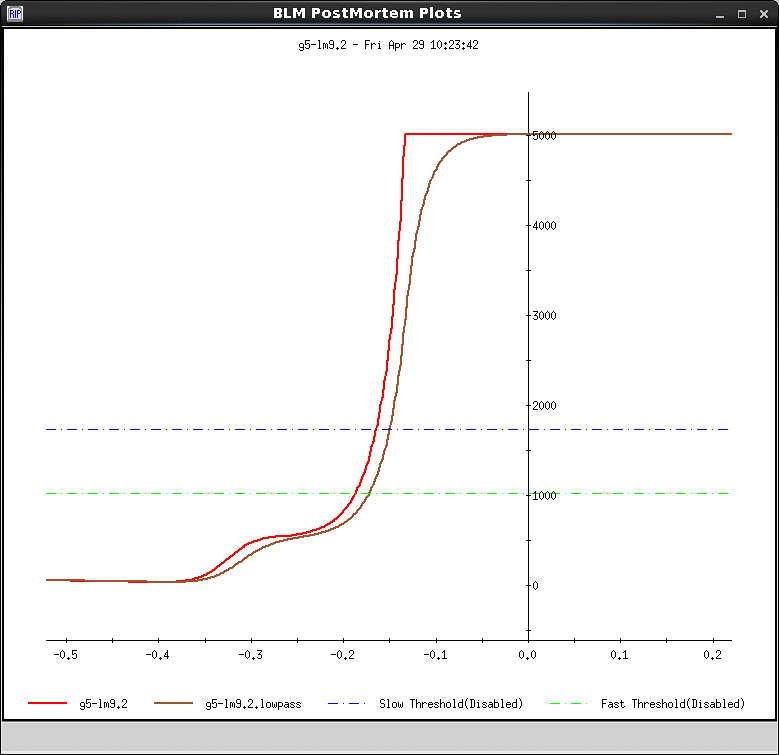 RIP BLM PostMortem Plots
g5-lm9.2 - Fri Apr 29 10:23:42
5000
4000
3000
2000
1000
0
-0.5 -0.4 -0.3 -0.2 -0.1 0.0 0.1 0.2
g5-lm9.2 g5-lm9.2.lowpass Slow Threshold(Disabled) Fast Threshold(Disabled)